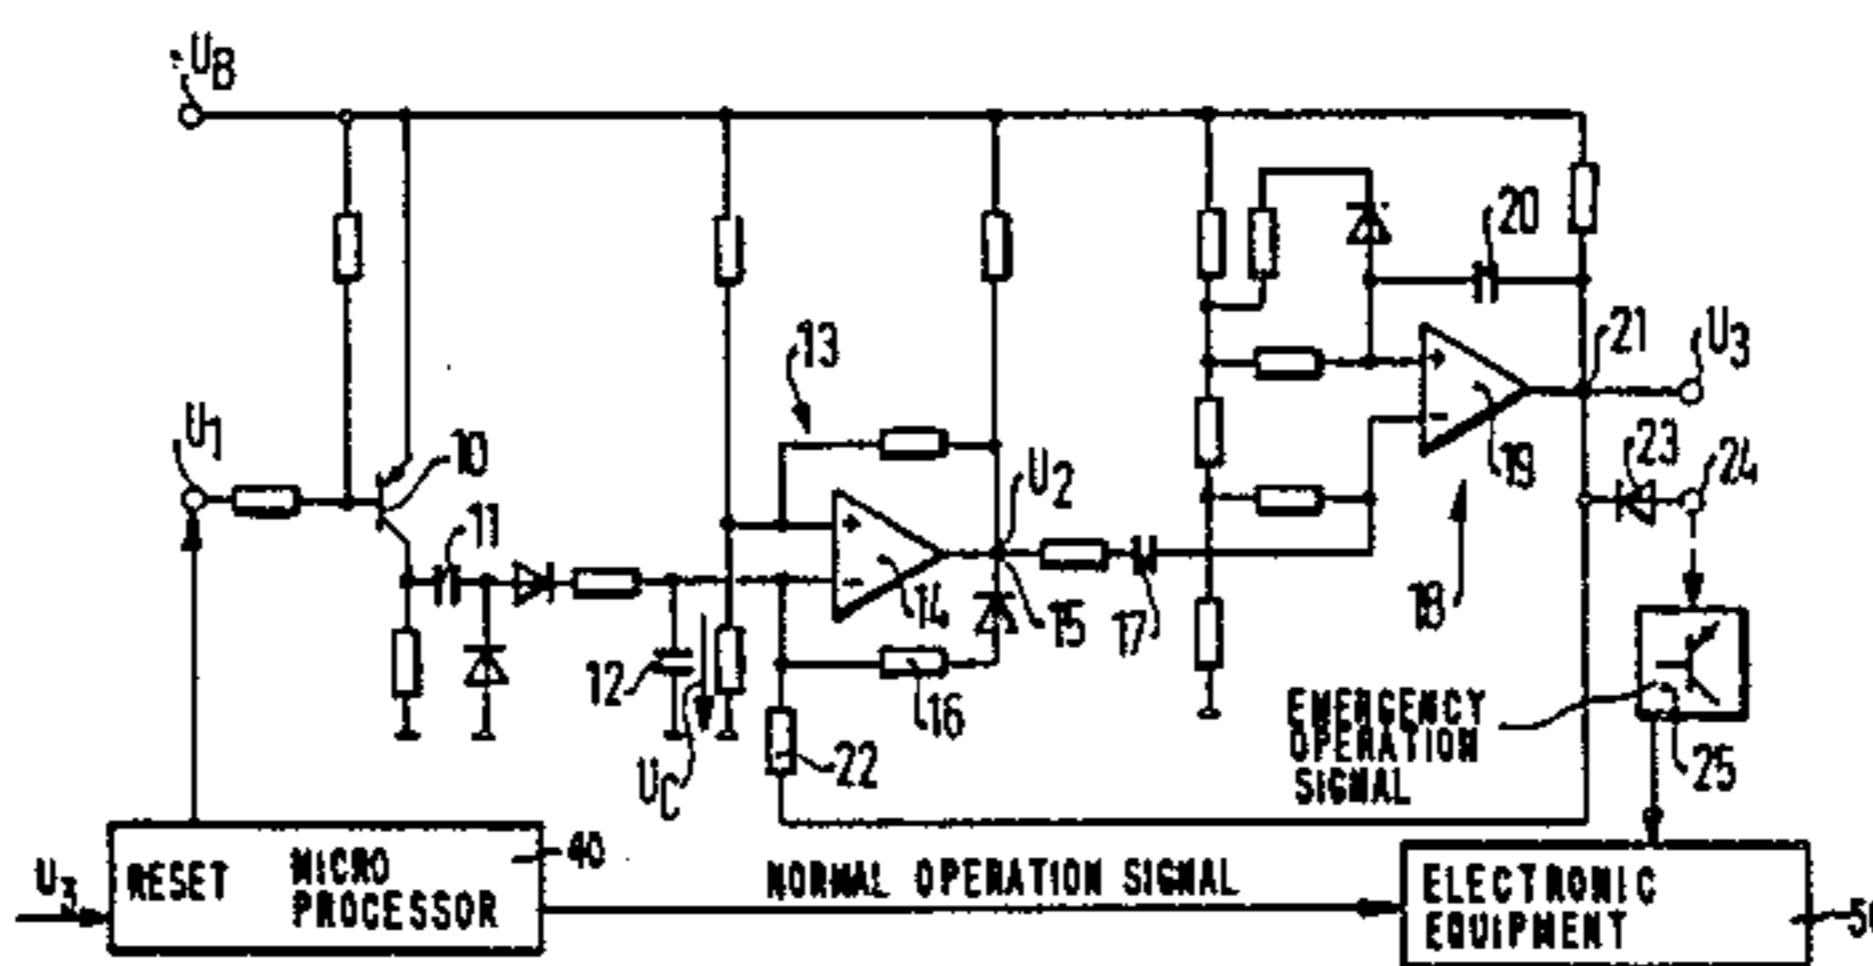 UB
20
21
U3
13
U1
10
U2
23
24
11
+
+
-
19
-
14
15
17
18
12
16
EMERGENCY
OPERATION
SIGNAL
25
22
UC
40
U3
RESET
MICRO
PROCESSOR
NORMAL OPERATION SIGNAL
ELECTRONIC
EQUIPMENT